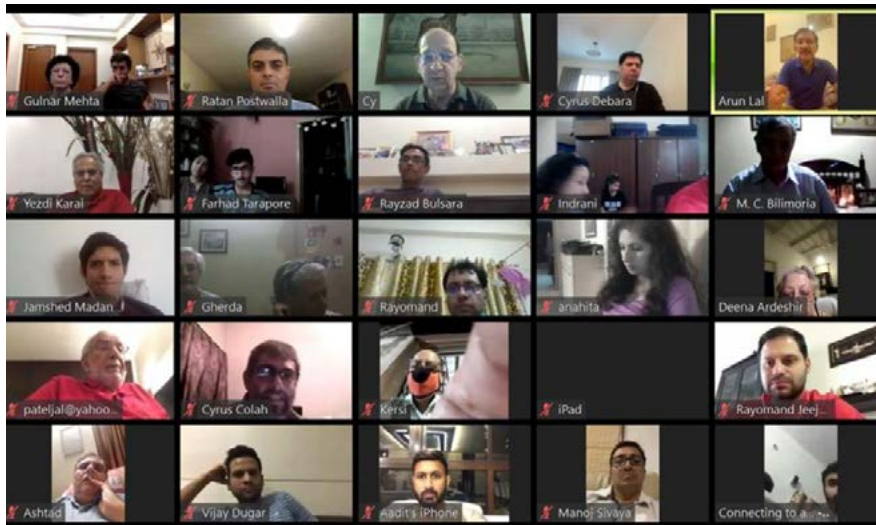 Gulnar Mehta
Ratan Postwalla
Cy
Cyrus Debara
Arun Lal
Yezdi Karai
Farhad Tarapore
Rayzad Bulsara
Indrani
M. C. Bilimoria
Jamshed Madan
Gherda
Rayomand
anahita
Deena Ardeshir
pateljal@yahoo...
Cyrus Colah
Kersi
iPad
Rayomand Jeej...
Ashtad
Vijay Dugar
Aadit's iPhone
Manoj Sivaya
Connecting to a...